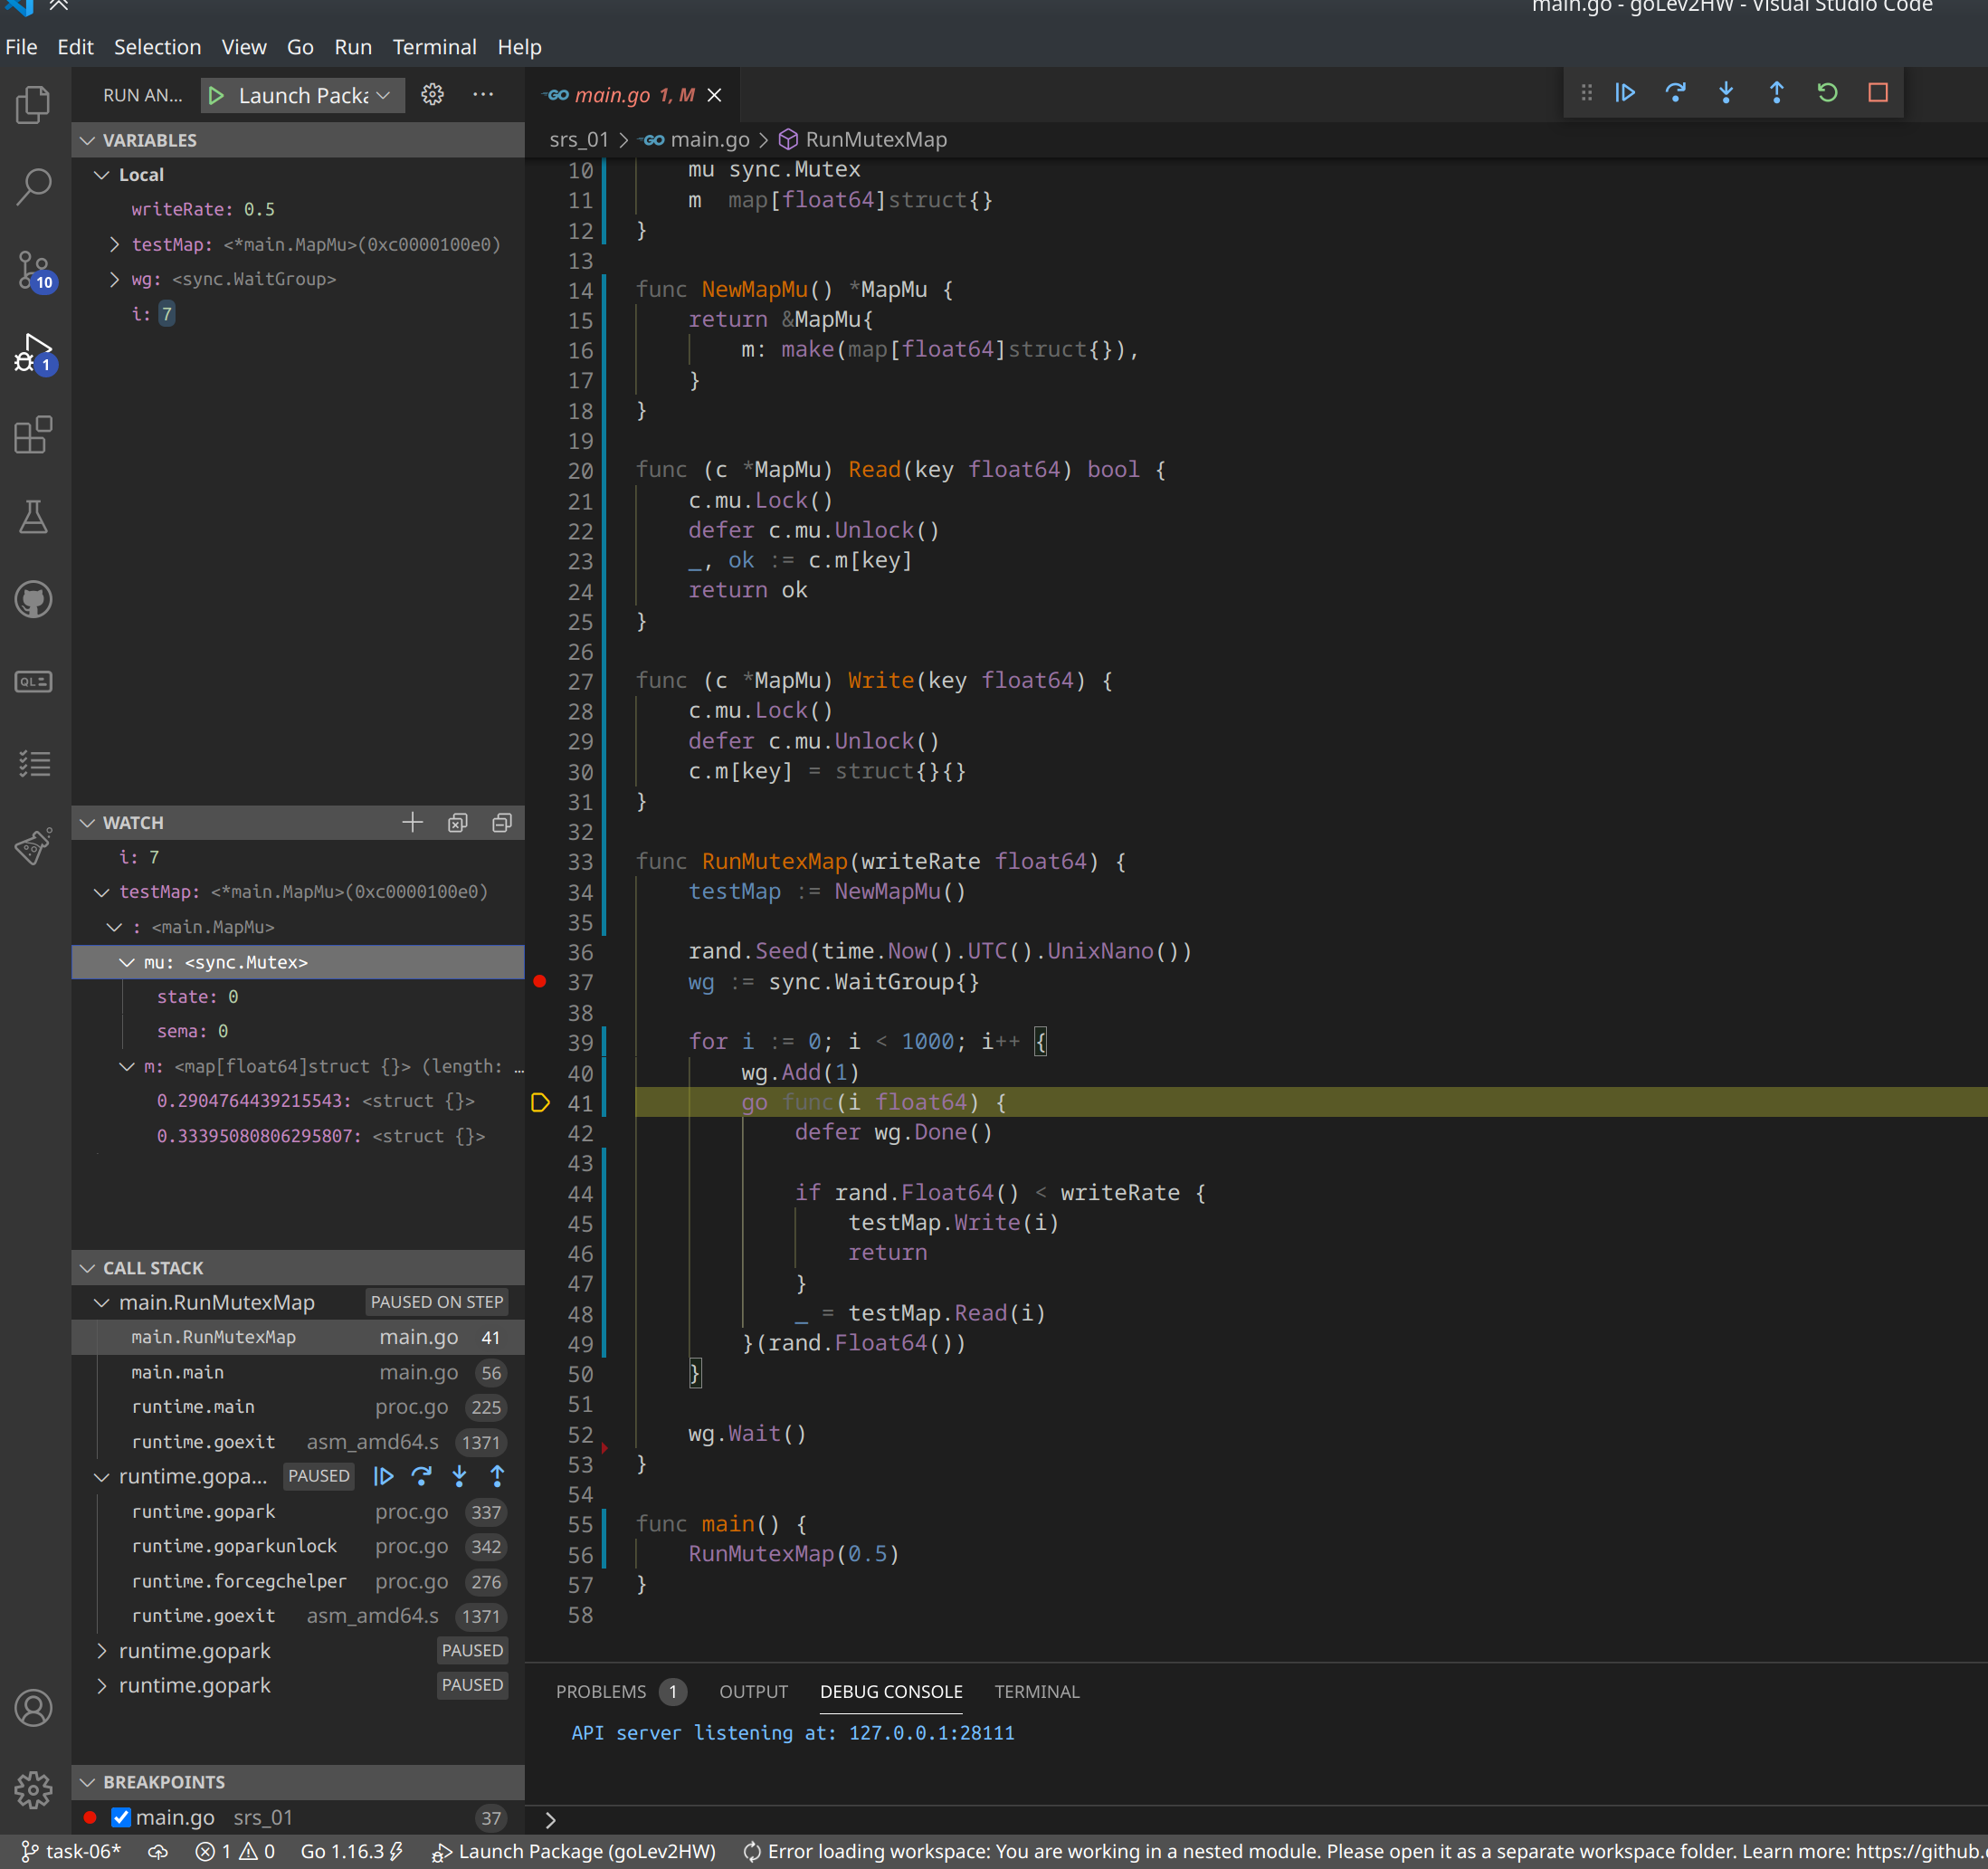 main.go - goLev2HW - Visual Studio Code
File Edit Selection View Go Run Terminal Help
RUN AN... Launch Packa
main.go 1, M
VARIABLES
Local
writeRate: 0.5
testMap: <*main.MapMu>(0xc0000100e0)
wg: <sync.WaitGroup>
i: 7
10
1
WATCH
i: 7
testMap: <*main.MapMu>(0xc0000100e0)
: <main.MapMu>
mu: <sync.Mutex>
state: 0
sema: 0
m: <map[float64]struct {}> (length: …
0.2904764439215543: <struct {}>
0.33395080806295807: <struct {}>
CALL STACK
main.RunMutexMap PAUSED ON STEP
main.RunMutexMap main.go 41
main.main main.go 56
runtime.main proc.go 225
runtime.goexit asm_amd64.s 1371
runtime.gopa... PAUSED
runtime.gopark proc.go 337
runtime.goparkunlock proc.go 342
runtime.forcegchelper proc.go 276
runtime.goexit asm_amd64.s 1371
runtime.gopark PAUSED
runtime.gopark PAUSED
BREAKPOINTS
main.go srs_01 37
srs_01 > main.go > RunMutexMap
10 mu sync.Mutex
11 m map[float64]struct{}
12 }
13
14 func NewMapMu() *MapMu {
15 return &MapMu{
16 m: make(map[float64]struct{}),
17 }
18 }
19
20 func (c *MapMu) Read(key float64) bool {
21 c.mu.Lock()
22 defer c.mu.Unlock()
23 _, ok := c.m[key]
24 return ok
25 }
26
27 func (c *MapMu) Write(key float64) {
28 c.mu.Lock()
29 defer c.mu.Unlock()
30 c.m[key] = struct{}{}
31 }
32
33 func RunMutexMap(writeRate float64) {
34 testMap := NewMapMu()
35
36 rand.Seed(time.Now().UTC().UnixNano())
37 wg := sync.WaitGroup{}
38
39 for i := 0; i < 1000; i++ {
40 wg.Add(1)
41 go func(i float64) {
42 defer wg.Done()
43
44 if rand.Float64() < writeRate {
45 testMap.Write(i)
46 return
47 }
48 _ = testMap.Read(i)
49 }(rand.Float64())
50 }
51
52 wg.Wait()
53 }
54
55 func main() {
56 RunMutexMap(0.5)
57 }
58
PROBLEMS 1 OUTPUT DEBUG CONSOLE TERMINAL
API server listening at: 127.0.0.1:28111
>
task-06* 1 0 Go 1.16.3 Launch Package (goLev2HW) Error loading workspace: You are working in a nested module. Please open it as a separate workspace folder. Learn more: https://github.